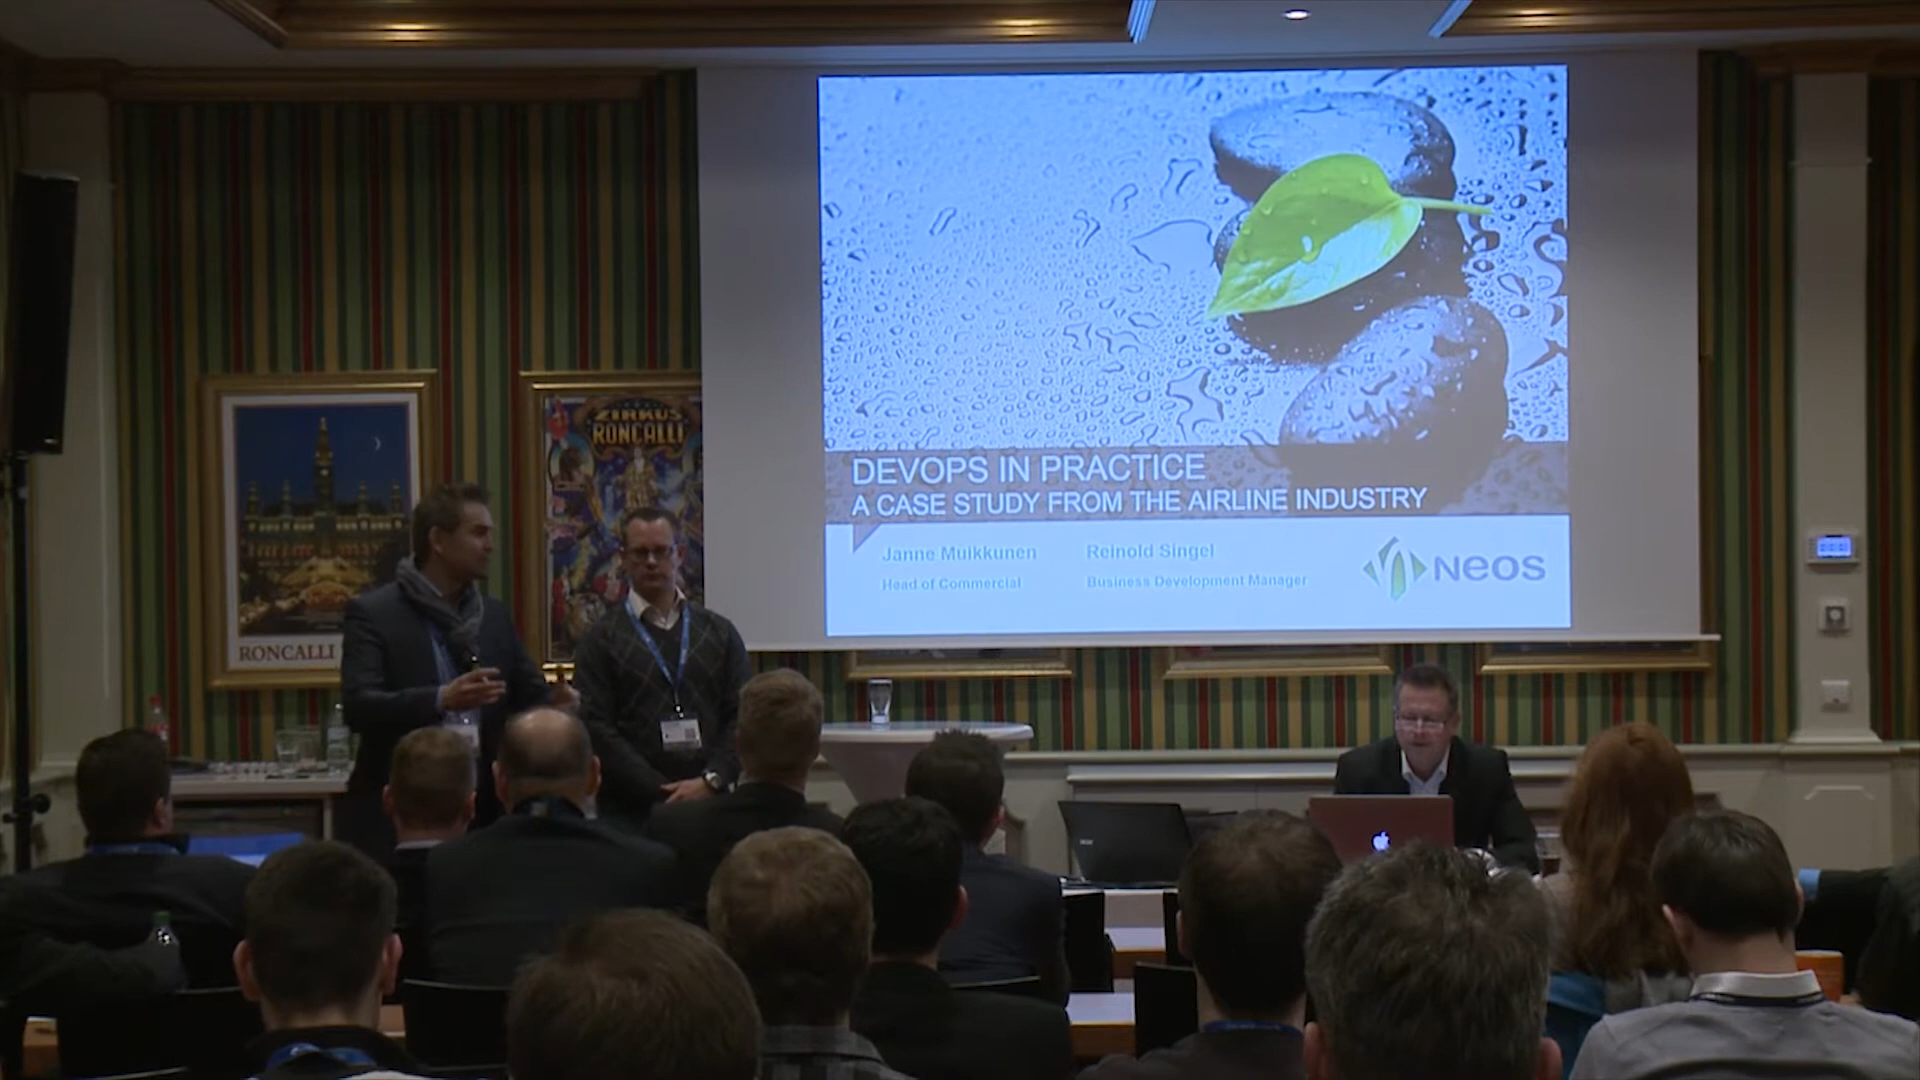 ZIRKUS
RONCALLI
RONCALLI
DEVOPS IN PRACTICE
A CASE STUDY FROM THE AIRLINE INDUSTRY
Janne Muikkunen
Reinold Singel
Head of Commercial
Business Development Manager
Neos